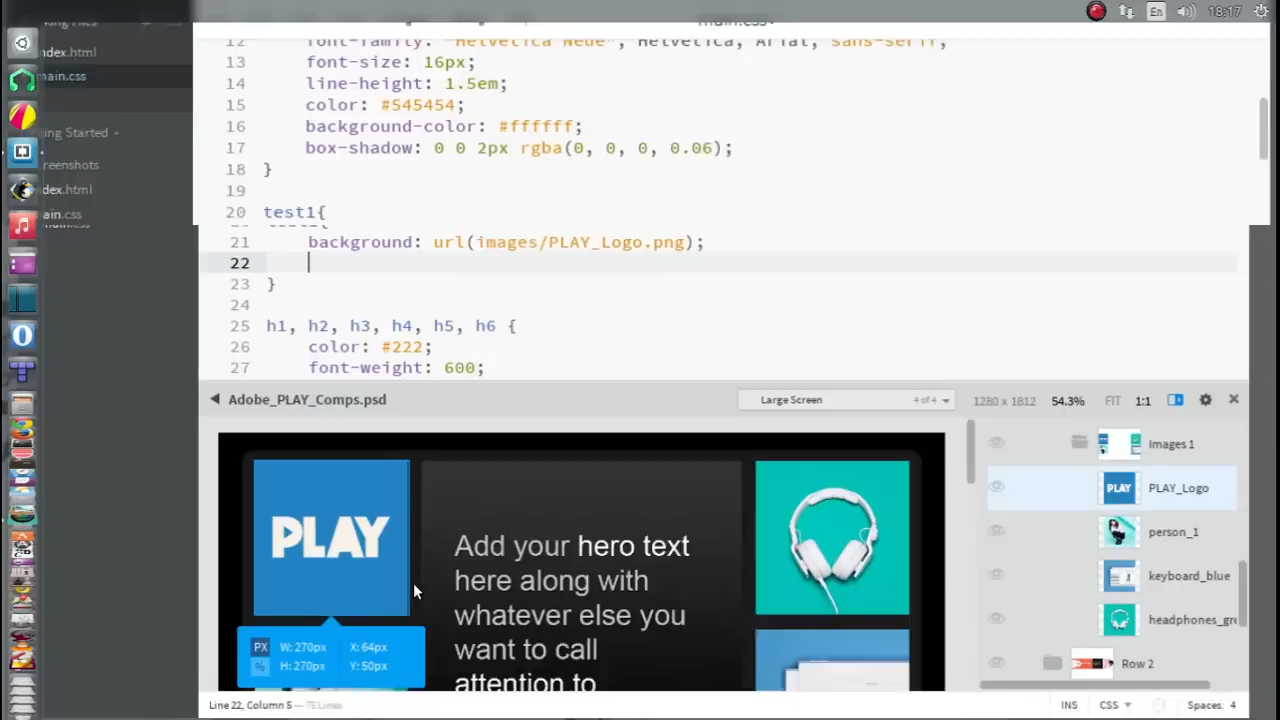 main.css
En
18:17
king Files
ndex.html
main.css
ing Started
reenshots
ndex.html
ain.css
12 font-family: "Helvetica Neue", Helvetica, Arial, sans-serif;
13 font-size: 16px;
14 line-height: 1.5em;
15 color: #545454;
16 background-color: #ffffff;
17 box-shadow: 0 0 2px rgba(0, 0, 0, 0.06);
18 }
19
20 test1{
21 background: url(images/PLAY_Logo.png);
22
23 }
24
25 h1, h2, h3, h4, h5, h6 {
26 color: #222;
27 font-weight: 600;
Adobe_PLAY_Comps.psd
Large Screen 4 of 4
1280 x 1812 54.3% FIT 1:1
PLAY
Add your hero text
here along with
whatever else you
want to call
attention to
PX W: 270px X: 64px
% H: 270px Y: 50px
Images 1
PLAY PLAY_Logo
person_1
keyboard_blue
headphones_gr
Row 2
Line 22, Column 5 — 75 Lines
INS CSS Spaces: 4